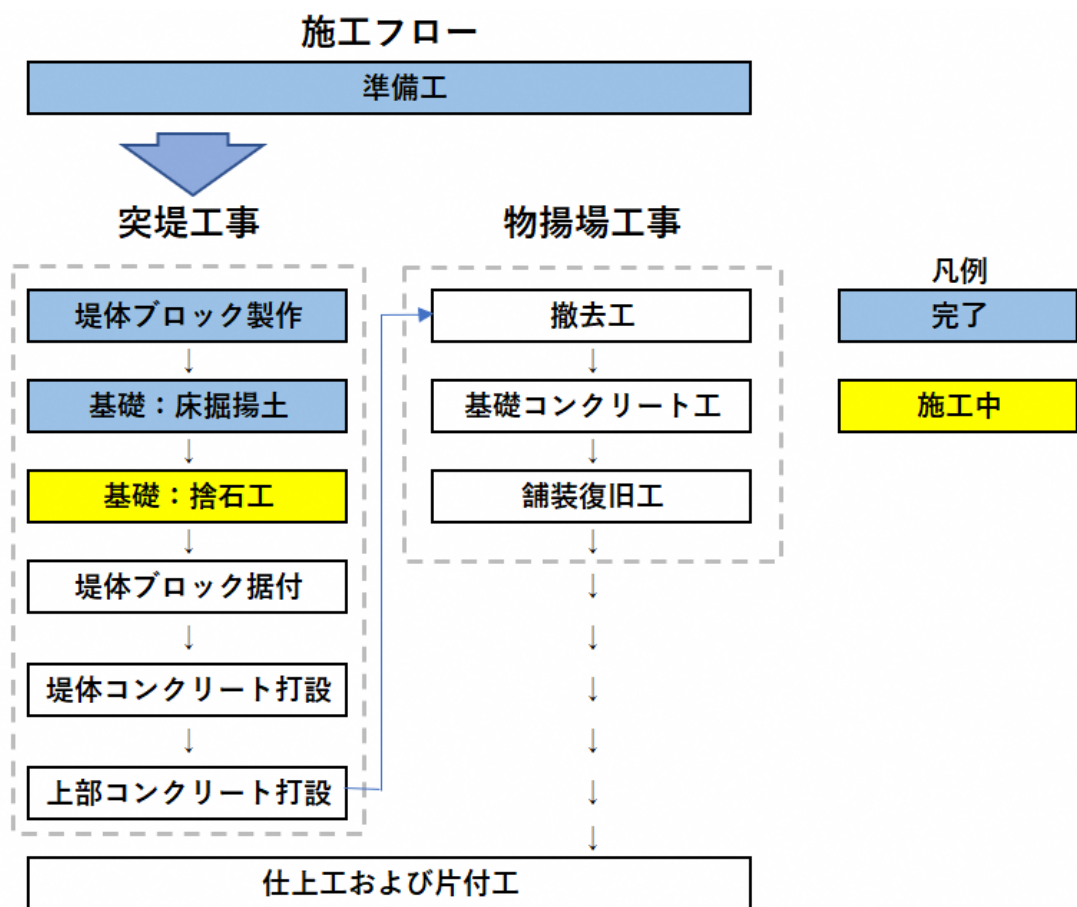 施工フロー
準備工
突堤工事
堤体ブロック製作
↓
基礎：床掘揚土
↓
基礎：捨石工
↓
堤体ブロック据付
↓
堤体コンクリート打設
↓
上部コンクリート打設
物揚場工事
撤去工
↓
基礎コンクリート工
↓
舗装復旧工
↓
↓
↓
↓
↓
↓
仕上工および片付工
凡例
完了
施工中